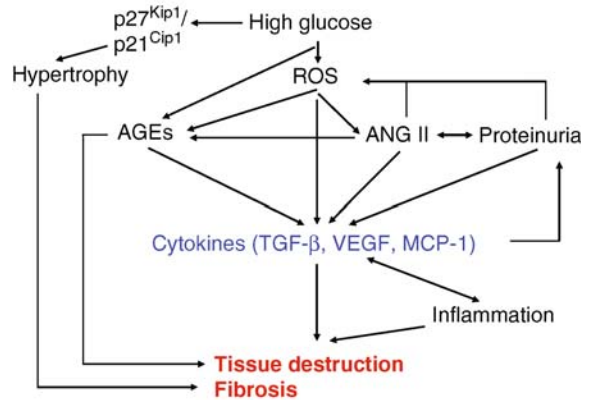 p27Kip1/ High glucose
p21Cip1
Hypertrophy ROS
AGEs ANG II Proteinuria
Cytokines (TGF-β, VEGF, MCP-1)
Inflammation
Tissue destruction
Fibrosis